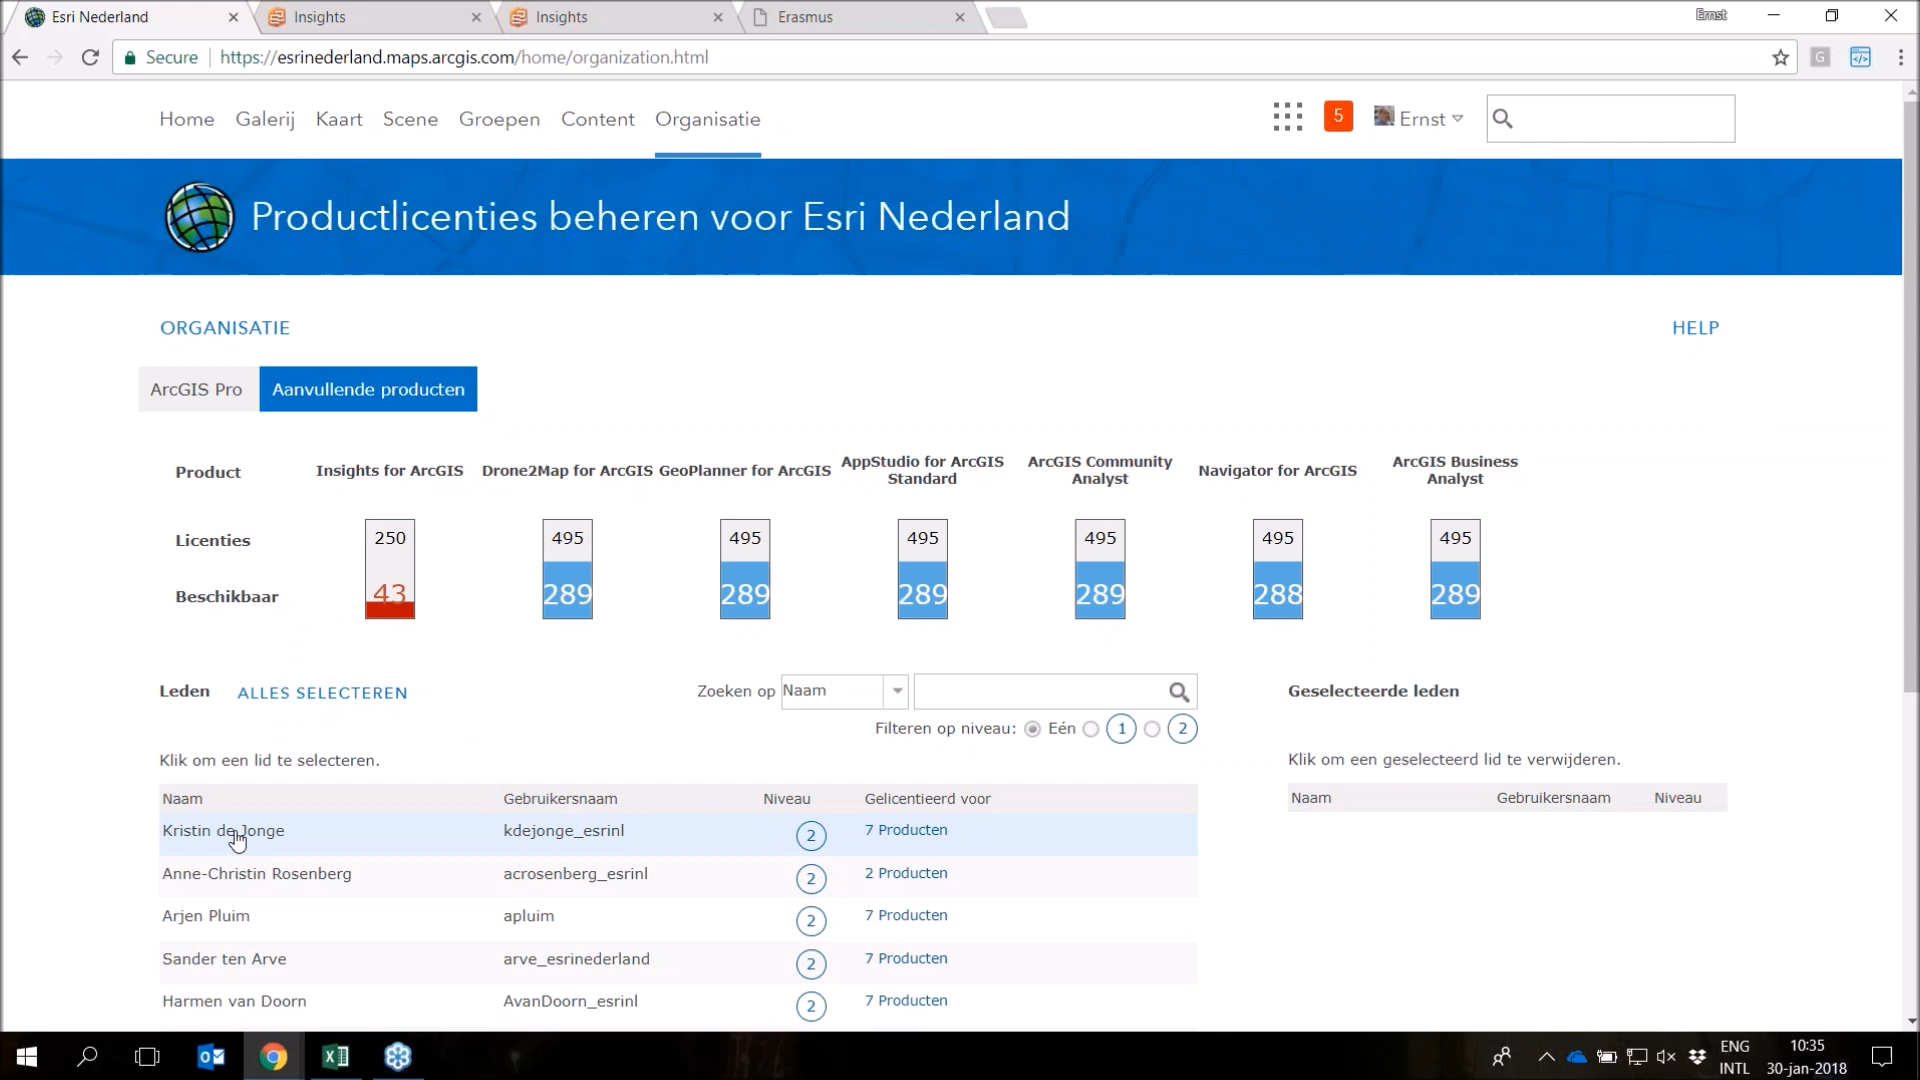 Esri Nederland
Insights
Insights
Erasmus
Ernst
Secure
https://esrinederland.maps.arcgis.com/home/organization.html
G
Home Galerij Kaart Scene Groepen Content Organisatie
5
Ernst
Productlicenties beheren voor Esri Nederland
ORGANISATIE
HELP
ArcGIS Pro
Aanvullende producten
Product Insights for ArcGIS Drone2Map for ArcGIS GeoPlanner for ArcGIS AppStudio for ArcGIS Standard ArcGIS Community Analyst Navigator for ArcGIS ArcGIS Business Analyst
Licenties 250 495 495 495 495 495 495
Beschikbaar 43 289 289 289 289 288 289
Leden ALLES SELECTEREN
Zoeken op Naam
Geselecteerde leden
Filteren op niveau: Eén 1 2
Klik om een lid te selecteren.
Klik om een geselecteerd lid te verwijderen.
Naam Gebruikersnaam Niveau Gelicentieerd voor
Naam Gebruikersnaam Niveau
Kristin de Jonge kdejonge_esrinl 2 7 Producten
Anne-Christin Rosenberg acrosenberg_esrinl 2 2 Producten
Arjen Pluim apluim 2 7 Producten
Sander ten Arve arve_esrinederland 2 7 Producten
Harmen van Doorn AvanDoorn_esrinl 2 7 Producten
ENG
INTL
10:35
30-jan-2018